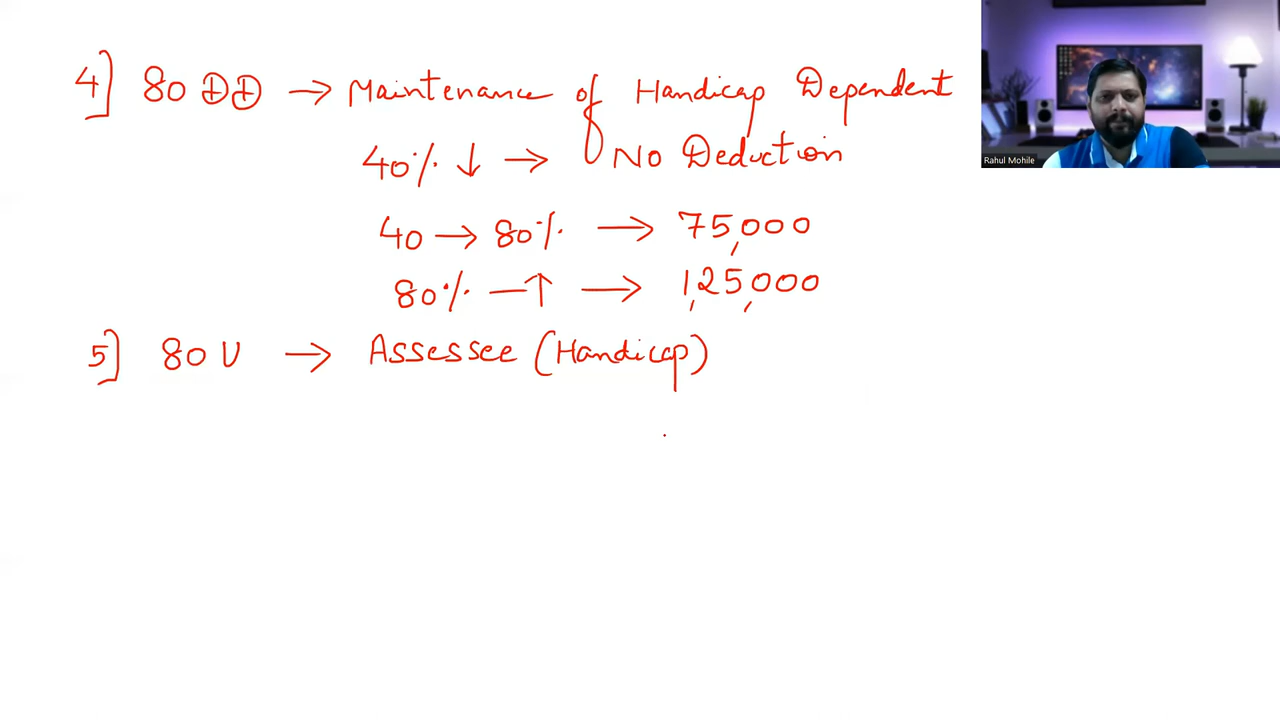 4] 80 DD → Maintenance of Handicap Dependent
40% ↓ → No Deduction
40 → 80% → 75,000
80% — ↑ → 1,25,000
5] 80 U → Assessee (Handicap)
Rahul Mohile